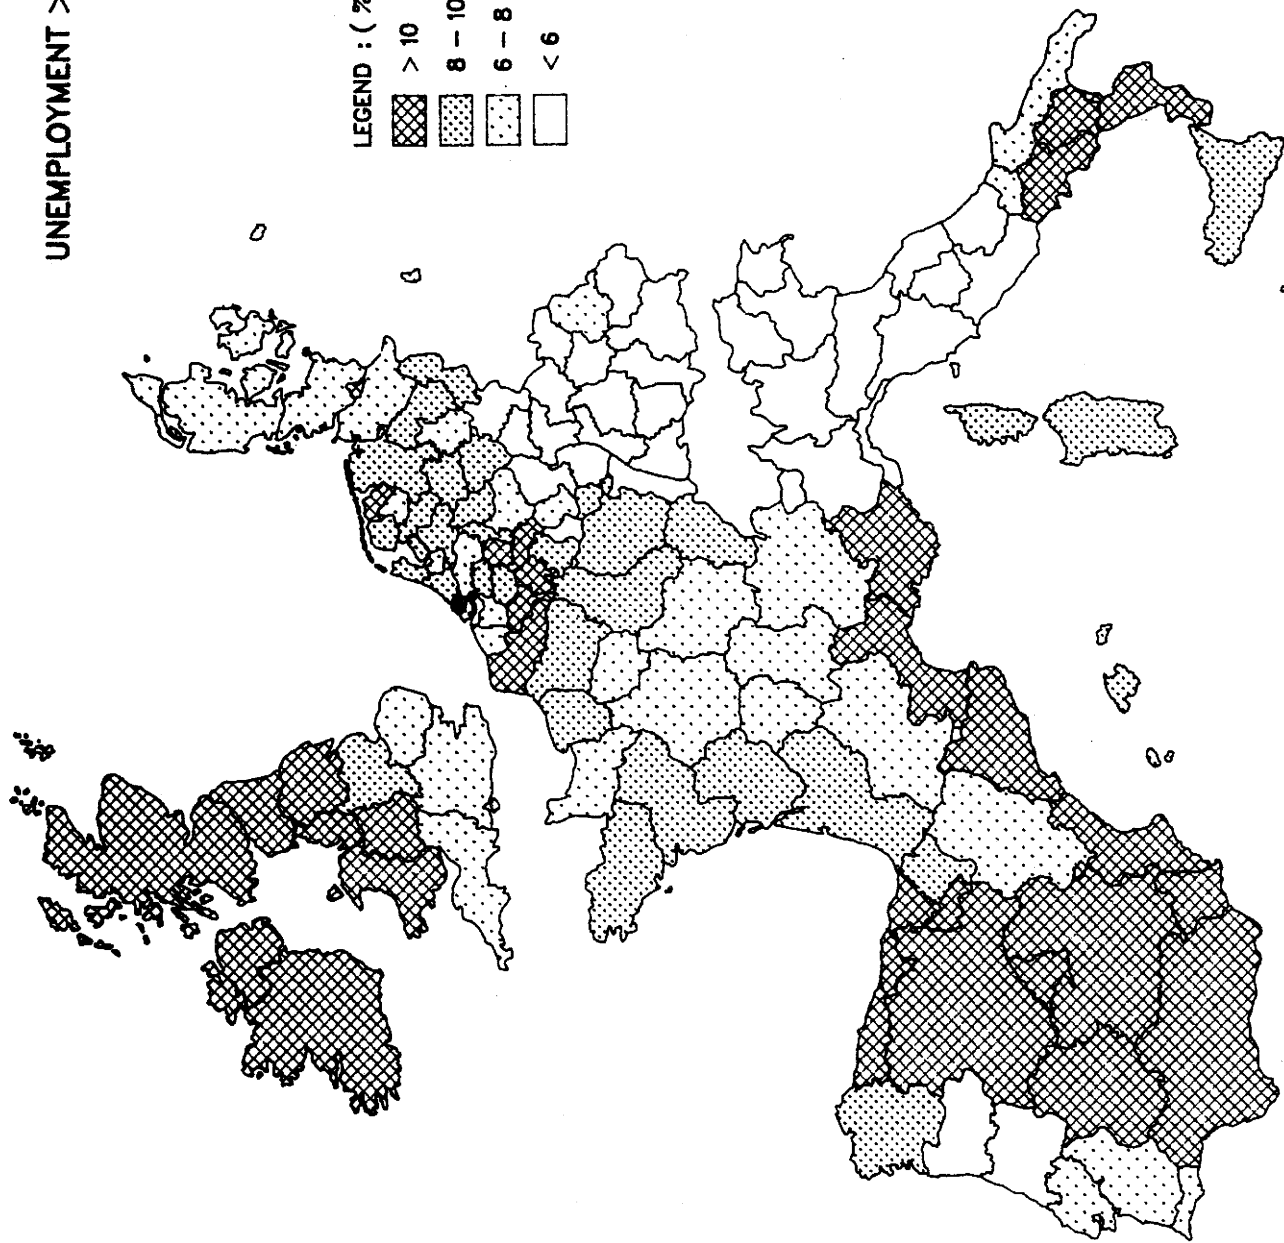 UNEMPLOYMENT >
LEGEND : ( %
> 10
8 – 10
6 – 8
< 6